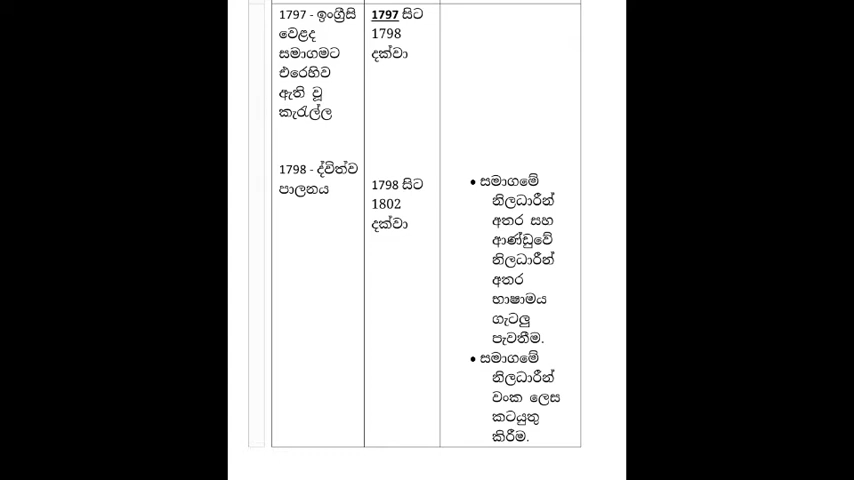 1797 - ඉංග්‍රීසි
වෙළද
සමාගමට
එරෙහිව
ඇති වූ
කැරැල්ල
1797 සිට
1798
දක්වා
1798 - ද්විත්ව
පාලනය
1798 සිට
1802
දක්වා
• සමාගමේ
නිලධාරීන්
අතර සහ
ආණ්ඩුවේ
නිලධාරීන්
අතර
භාෂාමය
ගැටලු
පැවතීම.
• සමාගමේ
නිලධාරීන්
වංක ලෙස
කටයුතු
කිරීම.